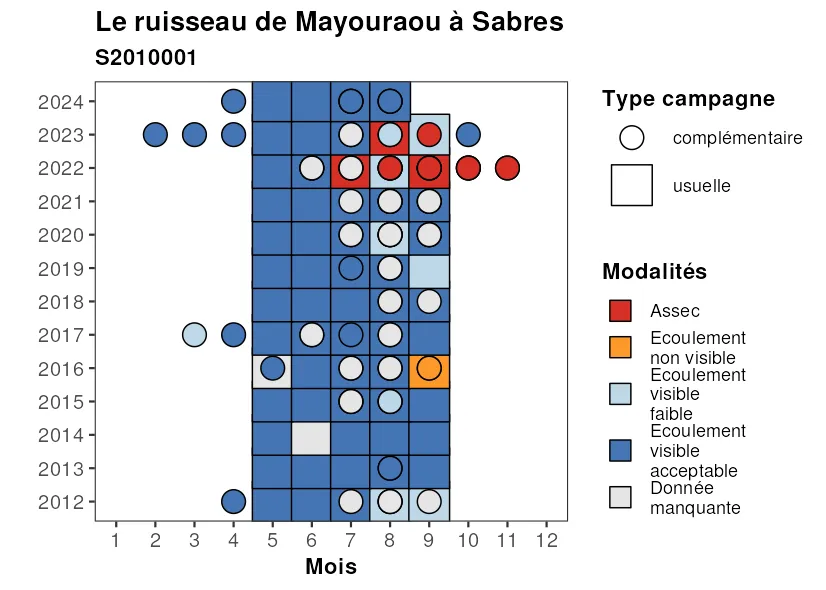 Le ruisseau de Mayouraou à Sabres
S2010001
2024
2023
2022
2021
2020
2019
2018
2017
2016
2015
2014
2013
2012
1 2 3 4 5 6 7 8 9 10 11 12
Mois
Type campagne
complémentaire
usuelle
Modalités
Assec
Ecoulement
non visible
Ecoulement
visible
faible
Ecoulement
visible
acceptable
Donnée
manquante